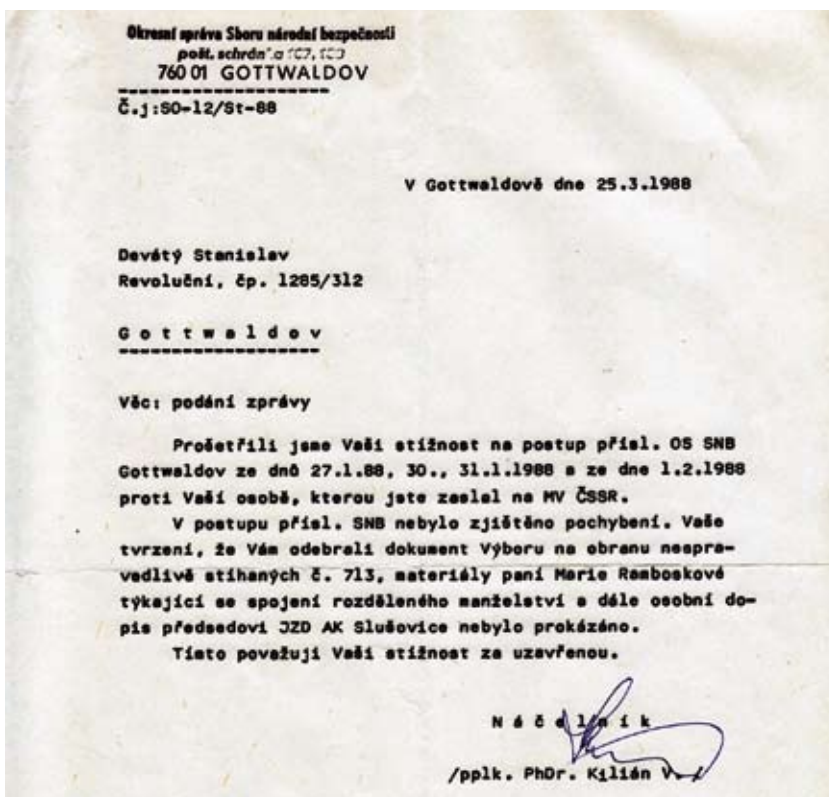 Okresní správa Sboru národní bezpečnosti
pošt. schrán
760 01 GOTTWALDOV
Č.j:SO-12/St-88
V Gottwaldově dne 25.3.1988
Devátý Stanislav
Revoluční, čp. 1285/312
G o t t w a l d o v
Věc: podání zprávy
Prošetřili jsme Vaši stížnost na postup přísl. OS SNB
Gottwaldov ze dnů 27.1.88, 30., 31.1.1988 a ze dne 1.2.1988
proti Vaší osobě, kterou jste zaslal na MV ČSSR.
V postupu přísl. SNB nebylo zjištěno pochybení. Vaše
tvrzení, že Vám odebrali dokument Výboru na obranu nespra-
vedlivě stíhaných č. 713, materiály paní Marie Ramboskové
týkající se spojení rozděleného manželství a dále osobní do-
pis předsedovi JZD AK Slušovice nebylo prokázáno.
Tímto považuji Vaši stížnost za uzavřenou.
N á č e l n í k
/pplk. PhDr. Kilián V